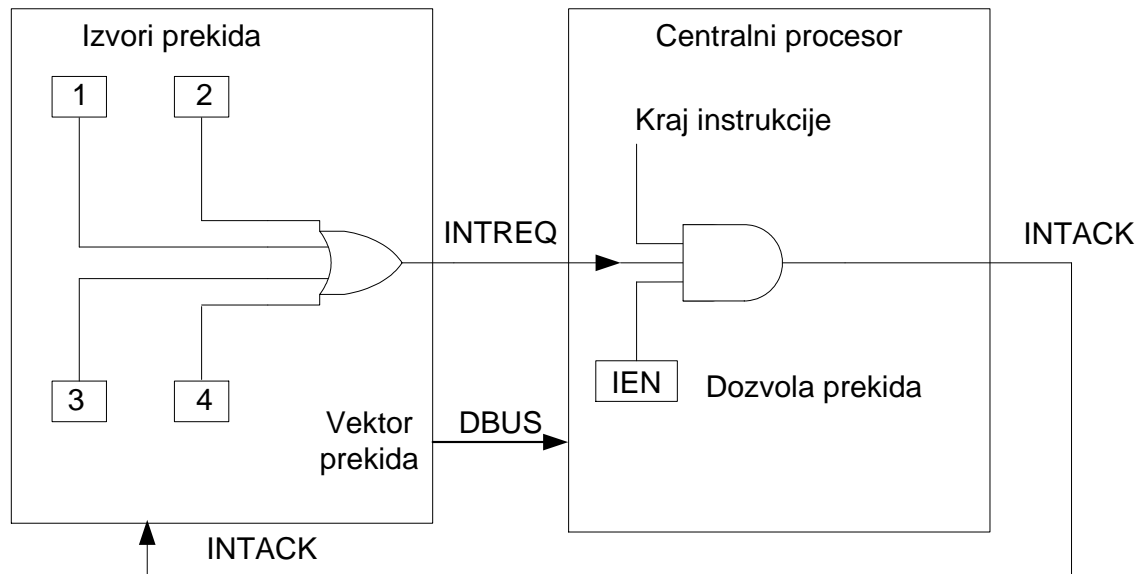 Izvori prekida
Centralni procesor
1
2
Kraj instrukcije
INTREQ
INTACK
3
4
IEN
Dozvola prekida
Vektor
prekida
DBUS
INTACK